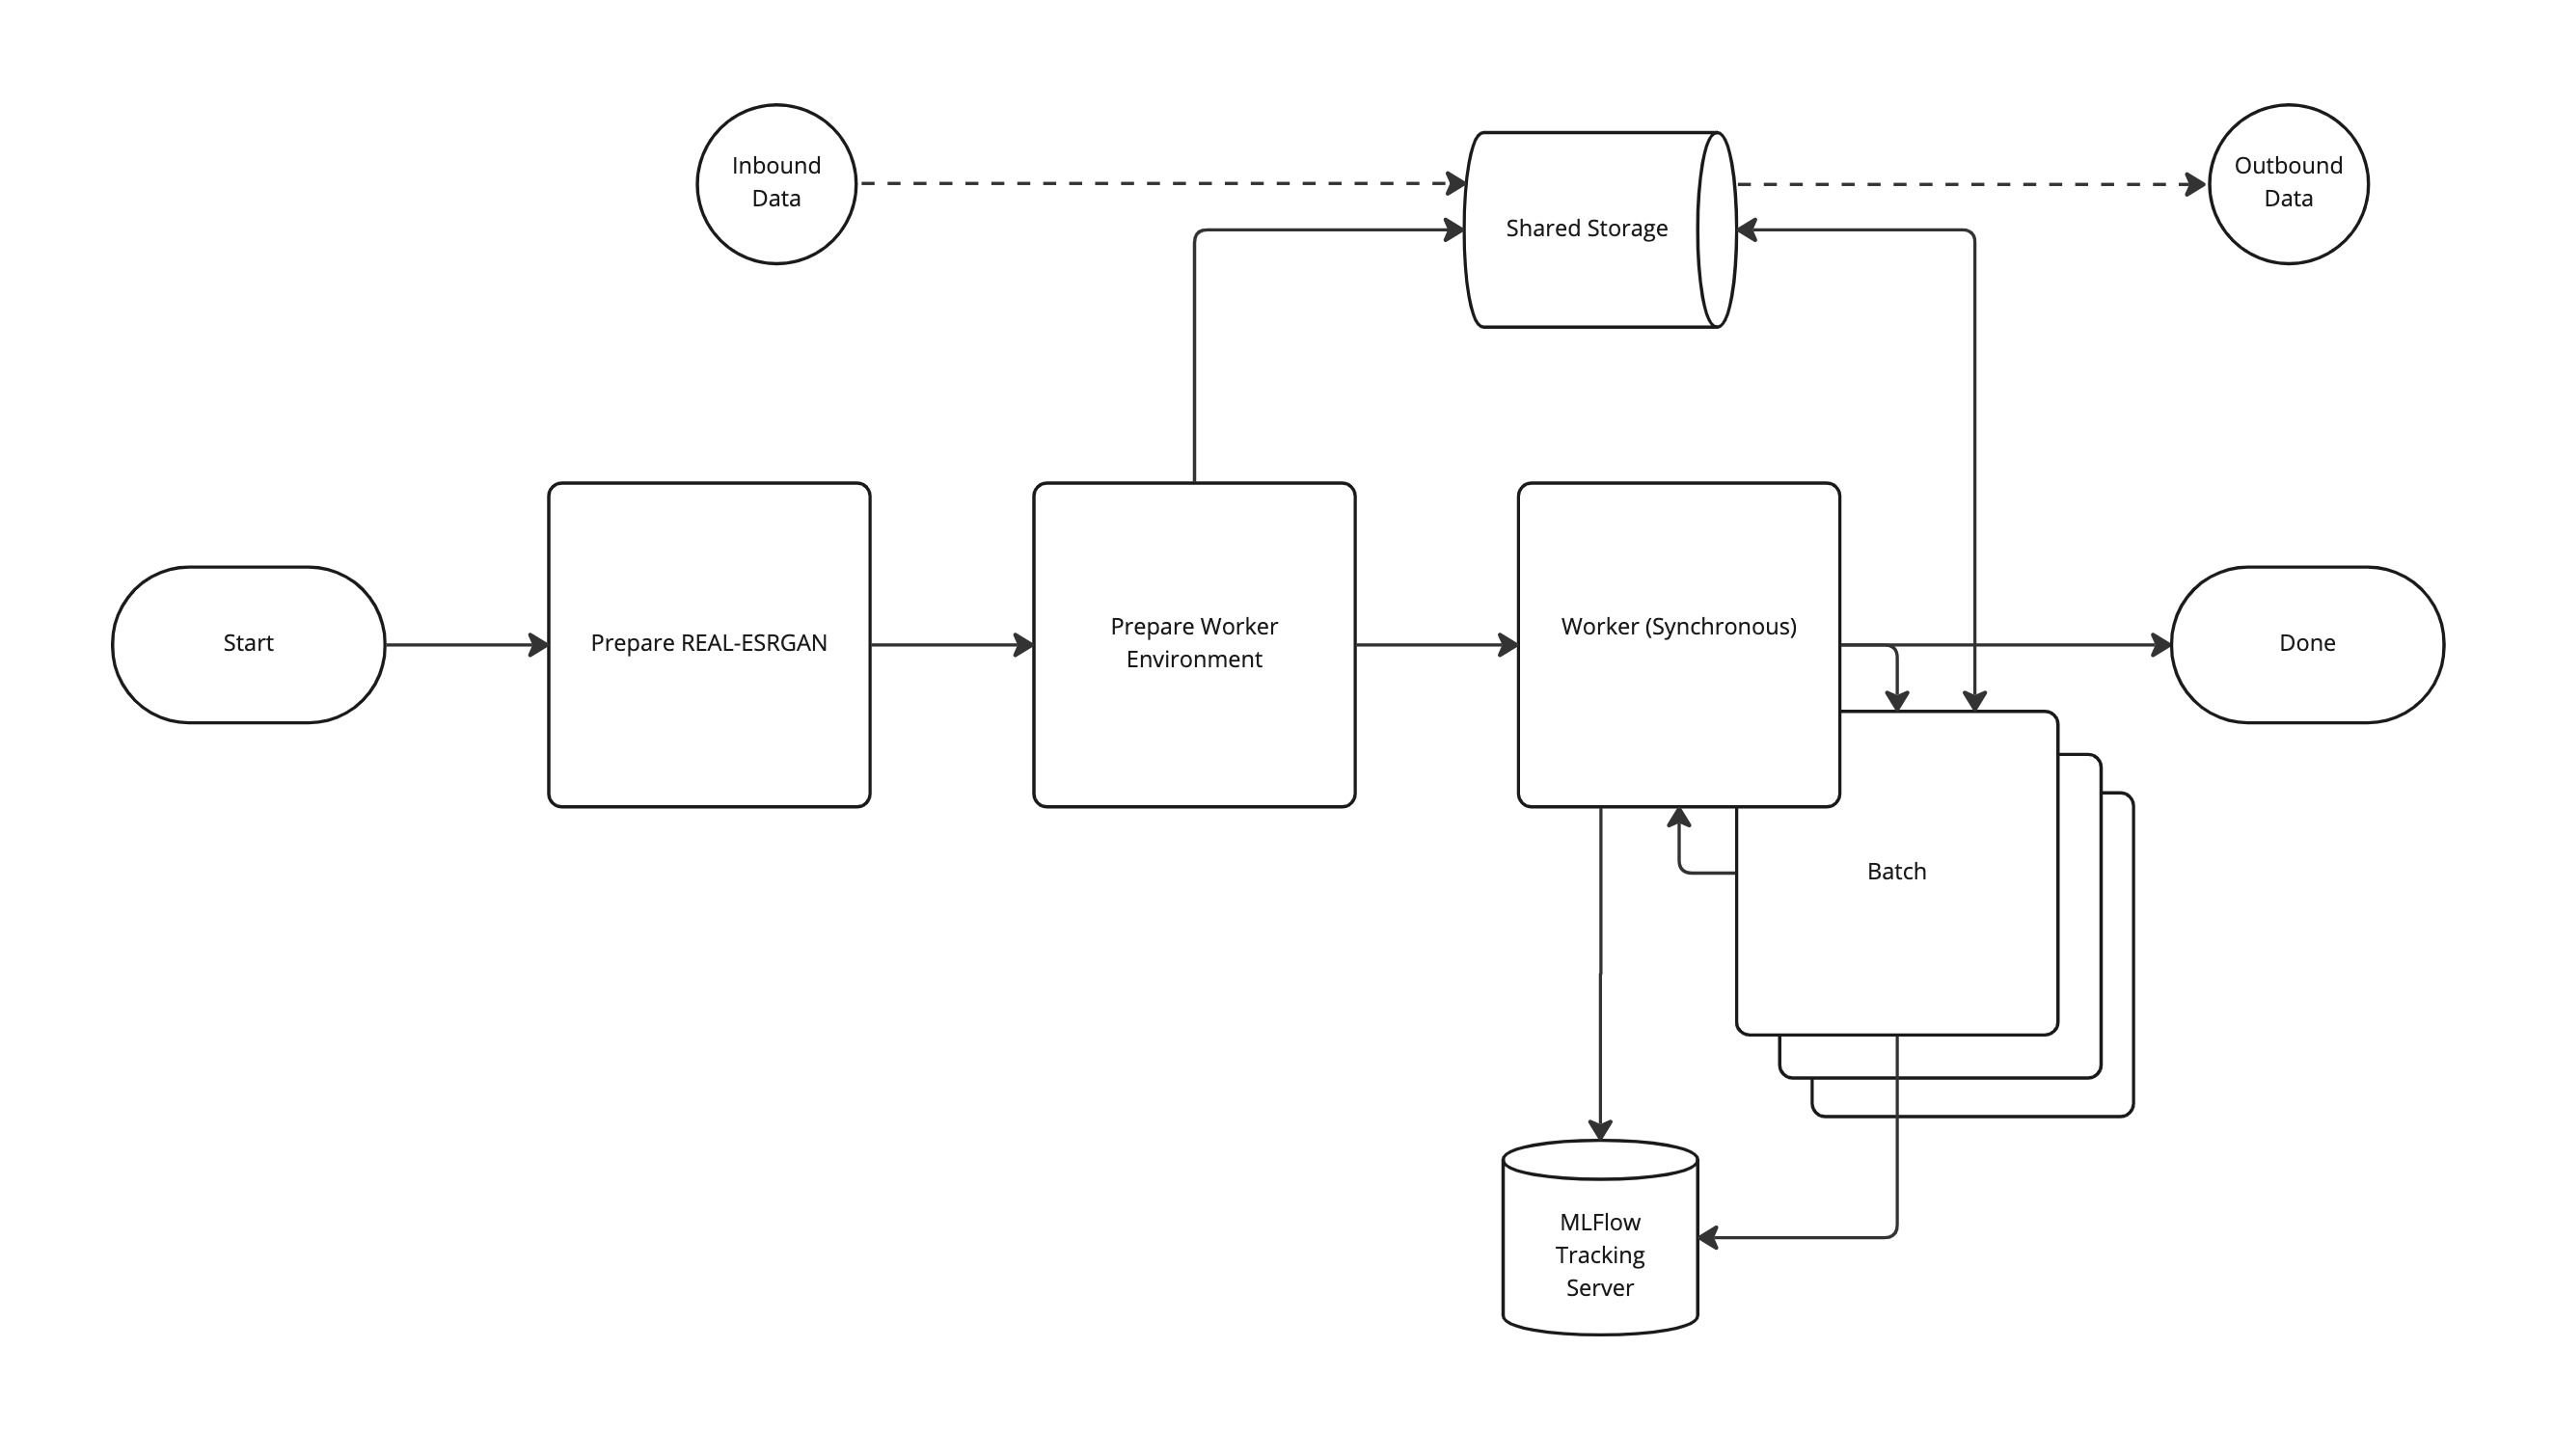 Inbound
Data
Shared Storage
Outbound
Data
Start
Prepare REAL-ESRGAN
Prepare Worker
Environment
Worker (Synchronous)
Done
Batch
MLFlow
Tracking
Server